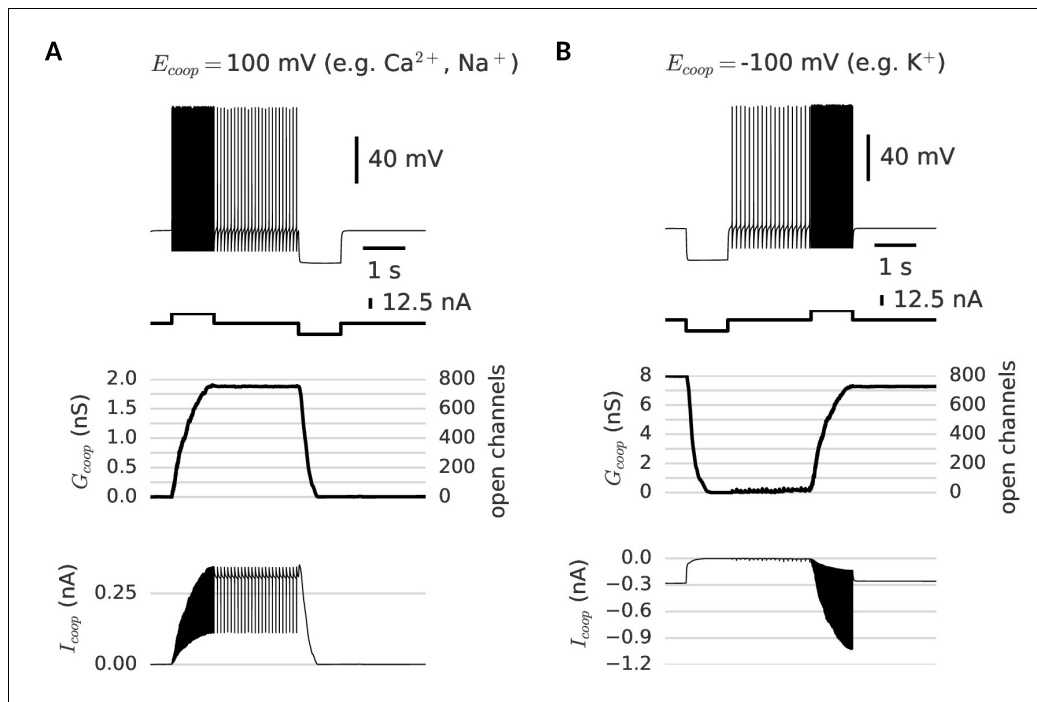 A
E_coop = 100 mV (e.g. Ca²⁺, Na⁺)
40 mV
1 s
12.5 nA
2.0
1.5
1.0
0.5
0.0
G_coop (nS)
800
600
400
200
0
open channels
0.25
0.00
I_coop (nA)
B
E_coop = -100 mV (e.g. K⁺)
40 mV
1 s
12.5 nA
8
6
4
2
0
G_coop (nS)
800
600
400
200
0
open channels
0.0
−0.3
−0.6
−0.9
−1.2
I_coop (nA)